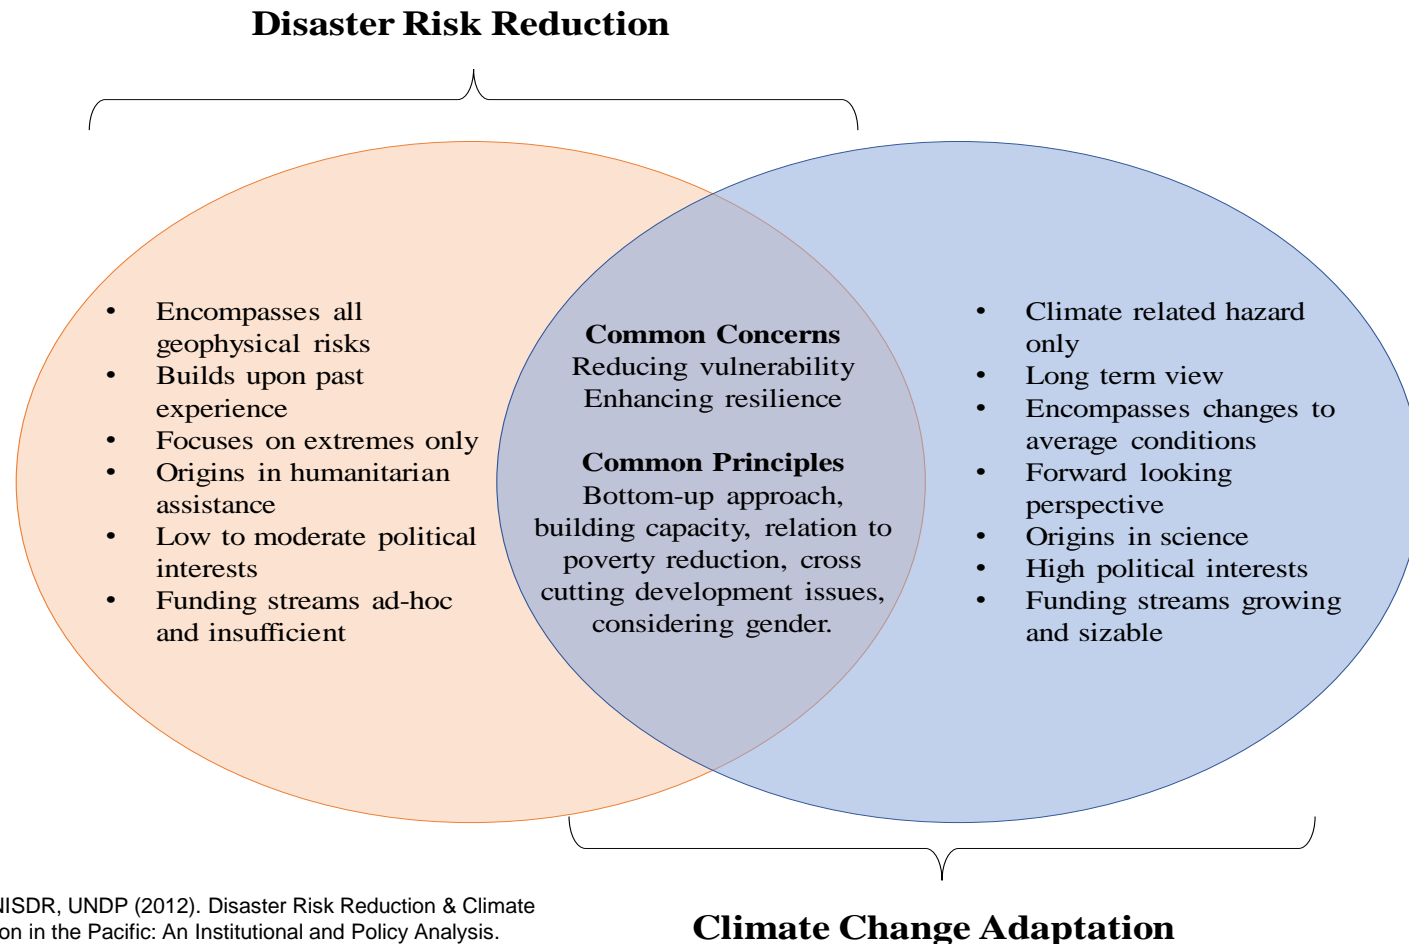 Disaster Risk Reduction
• Encompasses all
geophysical risks
• Builds upon past
experience
• Focuses on extremes only
• Origins in humanitarian
assistance
• Low to moderate political
interests
• Funding streams ad-hoc
and insufficient
Common Concerns
Reducing vulnerability
Enhancing resilience
Common Principles
Bottom-up approach,
building capacity, relation to
poverty reduction, cross
cutting development issues,
considering gender.
• Climate related hazard
only
• Long term view
• Encompasses changes to
average conditions
• Forward looking
perspective
• Origins in science
• High political interests
• Funding streams growing
and sizable
NISDR, UNDP (2012). Disaster Risk Reduction & Climate
on in the Pacific: An Institutional and Policy Analysis.
Climate Change Adaptation